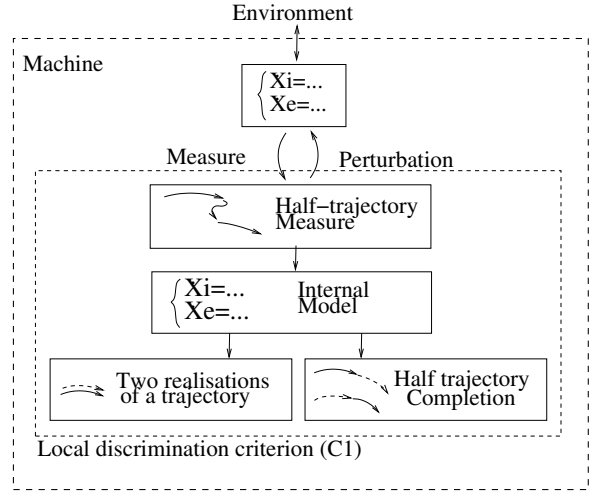 Environment
Machine
Xi=...
Xe=...
Measure
Perturbation
Half-trajectory
Measure
Xi=...
Xe=...
Internal
Model
Two realisations
of a trajectory
Half trajectory
Completion
Local discrimination criterion (C1)